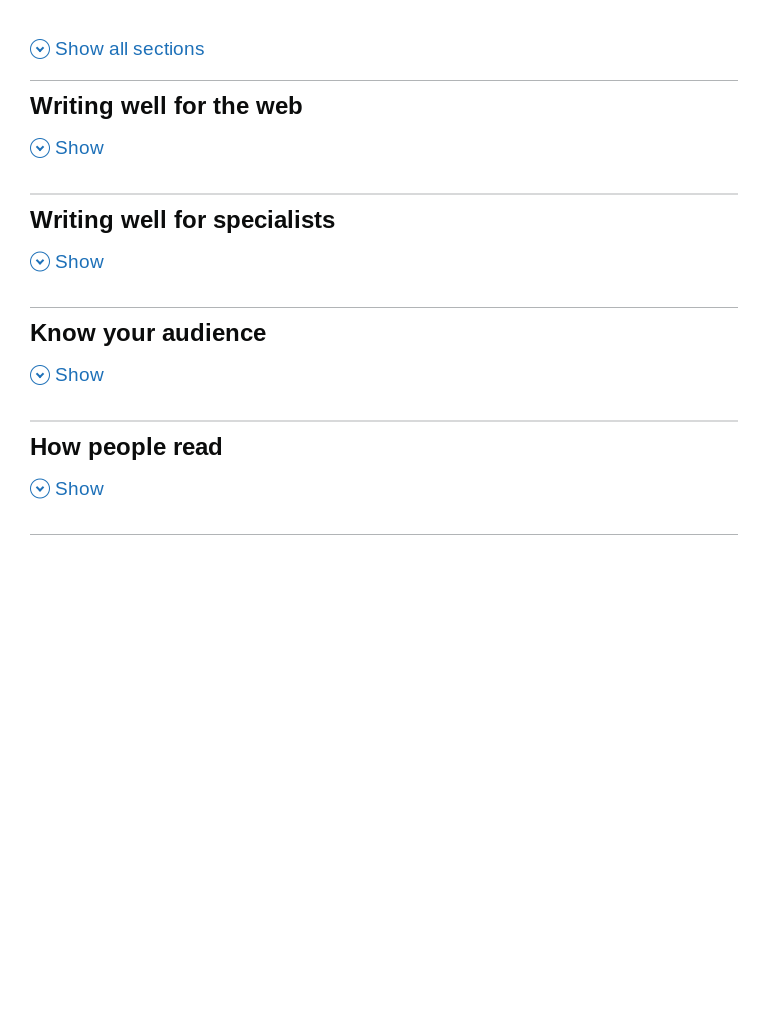 Show all sections
Writing well for the web
Show
Writing well for specialists
Show
Know your audience
Show
How people read
Show